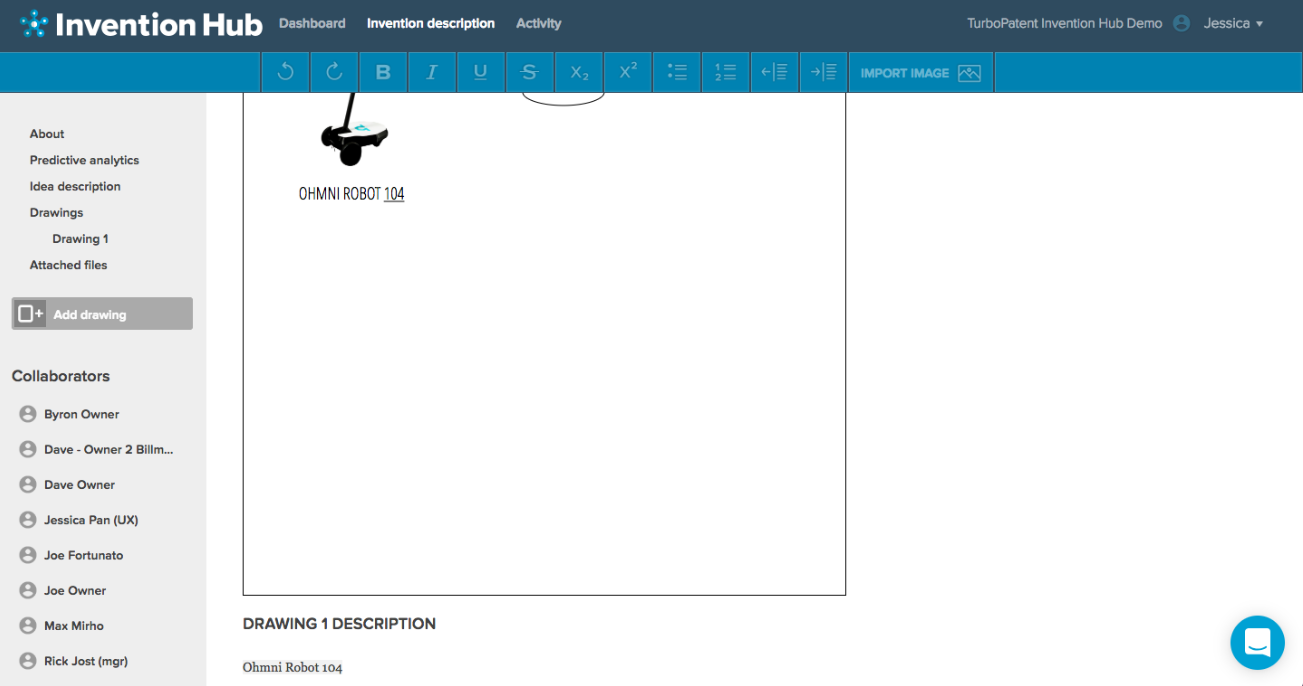 Invention Hub
Dashboard
Invention description
Activity
TurboPatent Invention Hub Demo
Jessica
B
I
U
S
X₂
X²
IMPORT IMAGE
About
Predictive analytics
Idea description
Drawings
Drawing 1
Attached files
Add drawing
Collaborators
Byron Owner
Dave - Owner 2 Billm...
Dave Owner
Jessica Pan (UX)
Joe Fortunato
Joe Owner
Max Mirho
Rick Jost (mgr)
OHMNI ROBOT 104
DRAWING 1 DESCRIPTION
Ohmni Robot 104